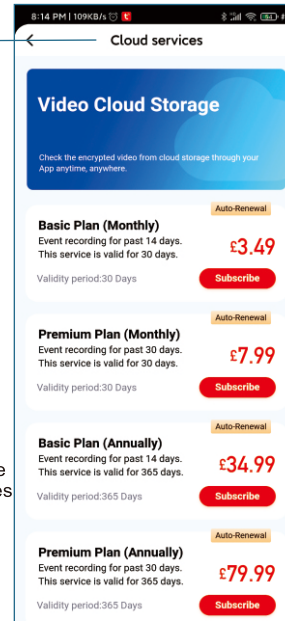 8:14 PM | 109KB/s
Cloud services
Video Cloud Storage
Check the encrypted video from cloud storage through your
App anytime, anywhere.
Auto-Renewal
Basic Plan (Monthly)
Event recording for past 14 days.
This service is valid for 30 days.
£3.49
Validity period:30 Days
Subscribe
Auto-Renewal
Premium Plan (Monthly)
Event recording for past 30 days.
This service is valid for 30 days.
£7.99
Validity period:30 Days
Subscribe
Auto-Renewal
Basic Plan (Annually)
Event recording for past 14 days.
This service is valid for 365 days.
£34.99
Validity period:365 Days
Subscribe
Auto-Renewal
Premium Plan (Annually)
Event recording for past 30 days.
This service is valid for 365 days.
£79.99
Validity period:365 Days
Subscribe